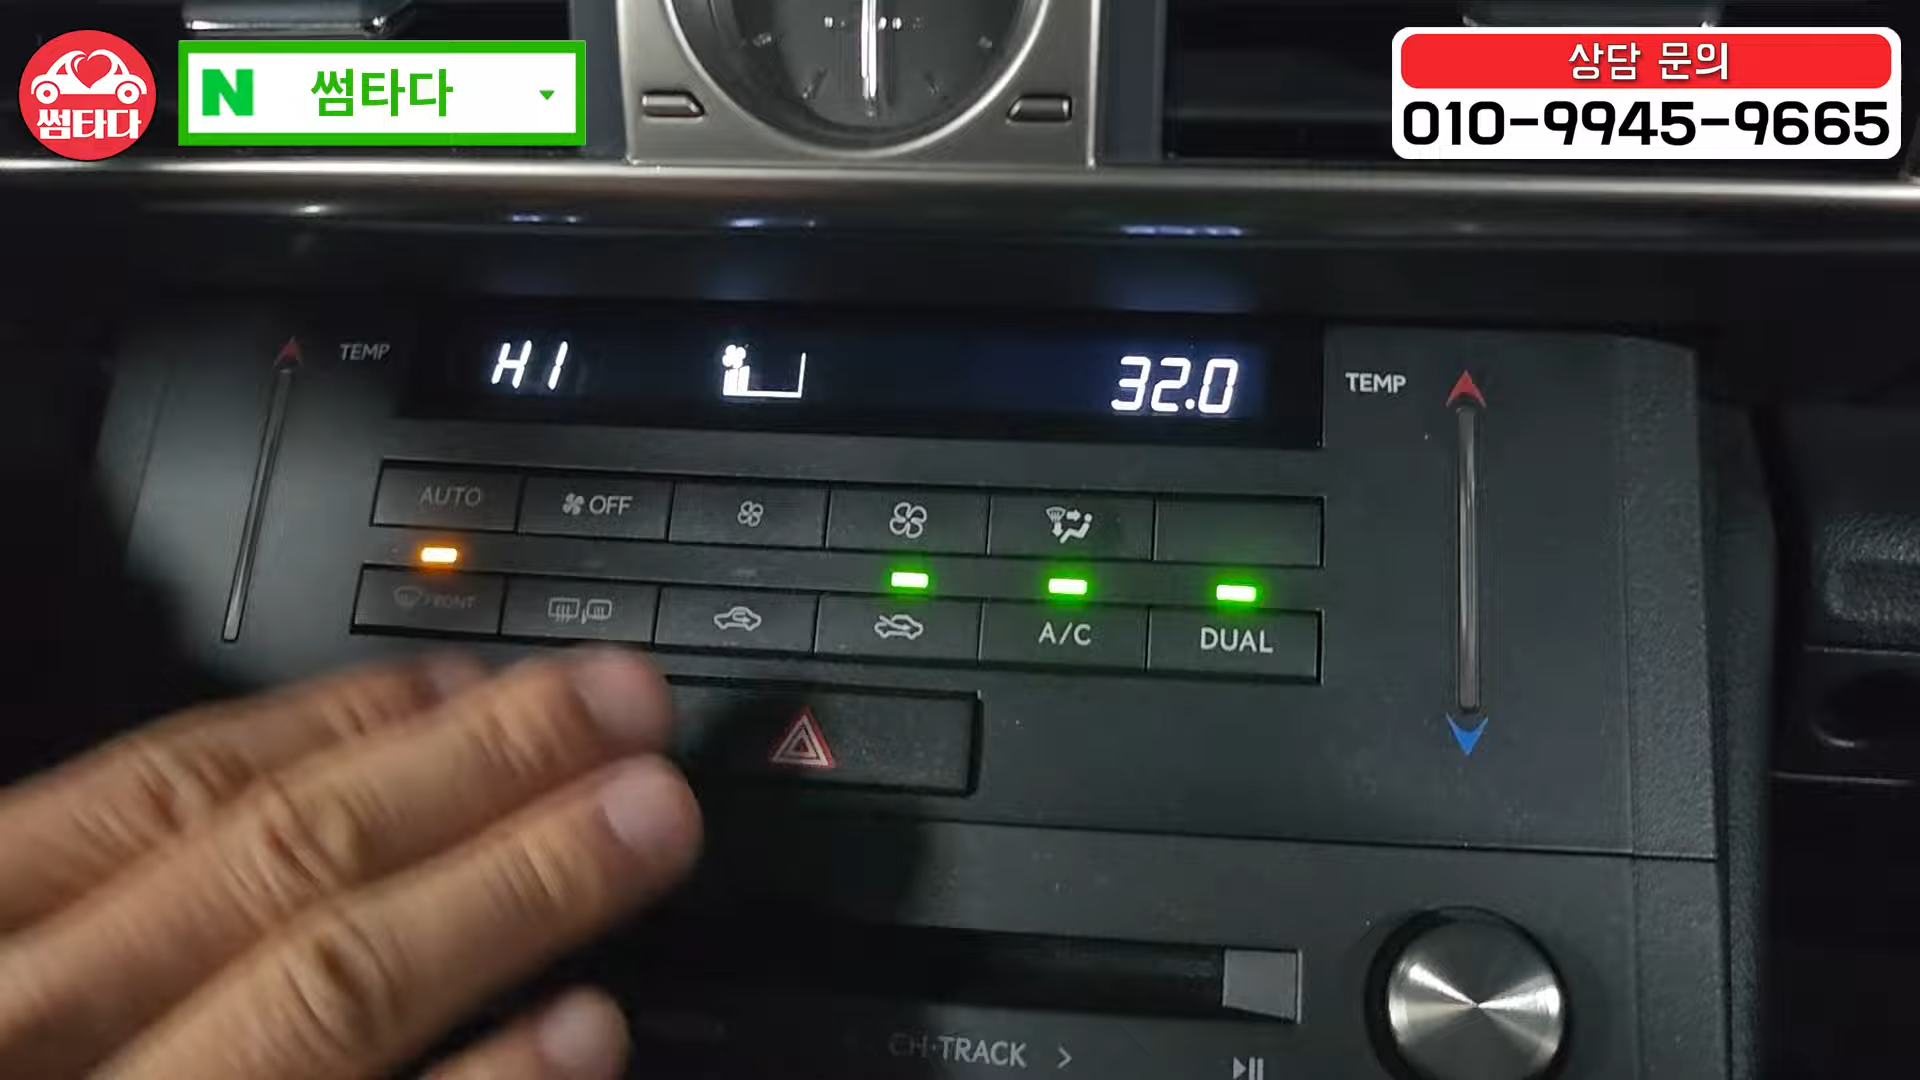 썸타다
N 썸타다
상담 문의
010-9945-9665
TEMP
HI
32.0
TEMP
AUTO
OFF
FRONT
A/C
DUAL
CH·TRACK >